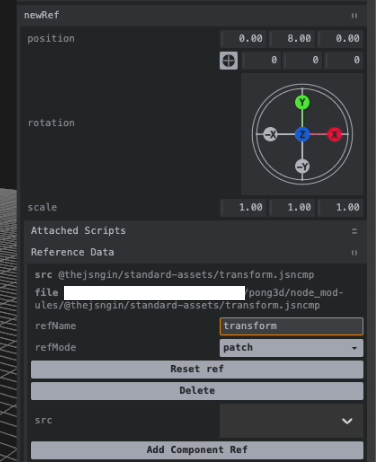 newRef
position 0.00 8.00 0.00
0 0 0
Y
rotation -X Z X
-Y
scale 1.00 1.00 1.00
Attached Scripts
Reference Data
src @thejsngin/standard-assets/transform.jsncmp
file /pong3d/node_mod-
ules/@thejsngin/standard-assets/transform.jsncmp
refName transform
refMode patch
Reset ref
Delete
src
Add Component Ref